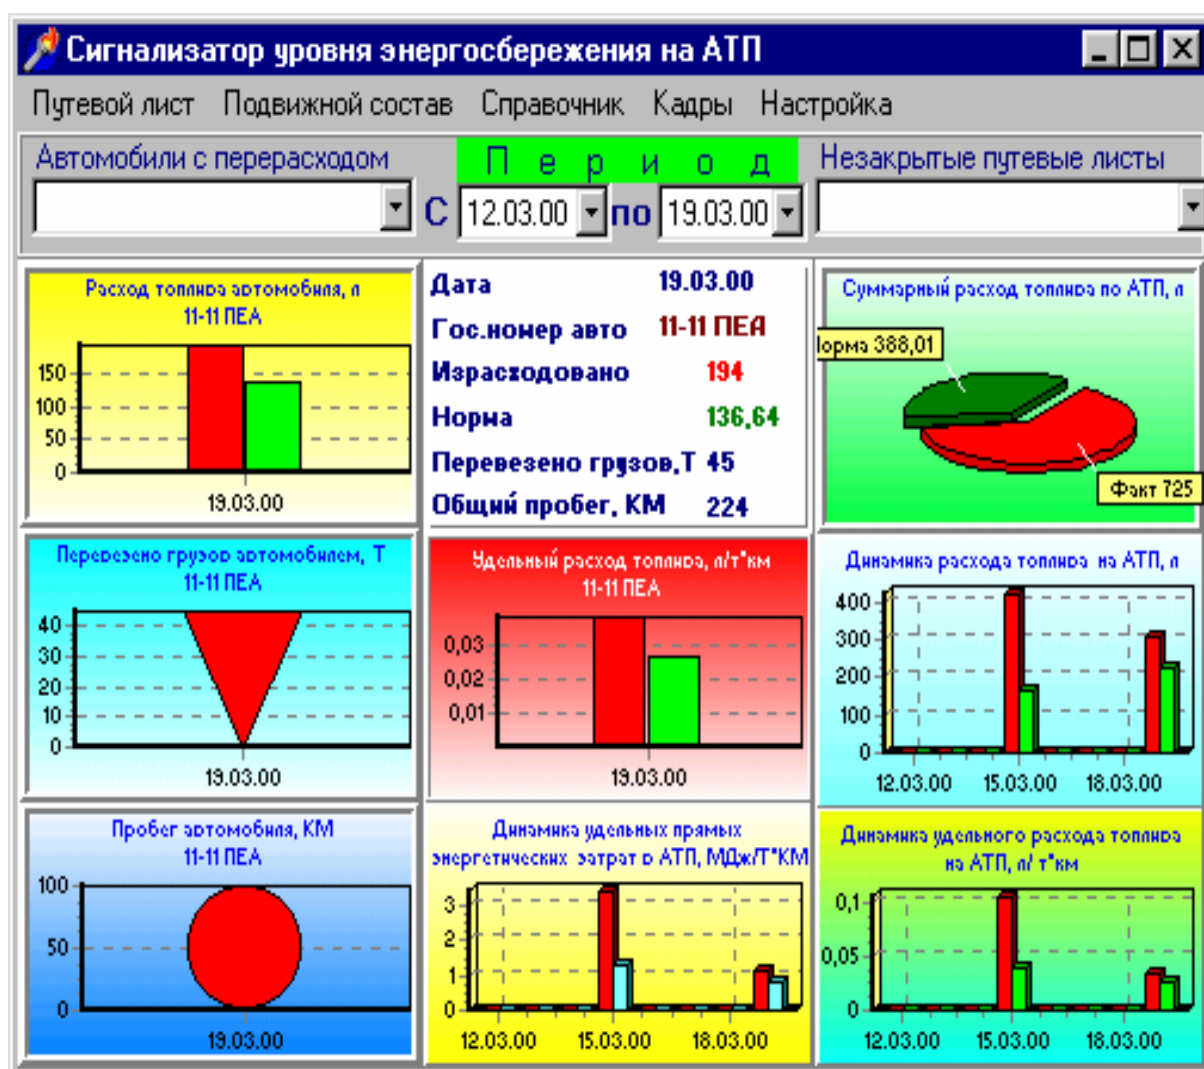 Сигнализатор уровня энергосбережения на АТП
Путевой лист Подвижной состав Справочник Кадры Настройка
Автомобили с перерасходом
Период
Незакрытые путевые листы
С 12.03.00 по 19.03.00
Расход топлива автомобиля, л
11-11 ПЕА
150
100
50
0
19.03.00
Дата 19.03.00
Гос.номер авто 11-11 ПЕА
Израсходовано 194
Норма 136,64
Перевезено грузов,Т 45
Общий пробег, КМ 224
Суммарный расход топлива по АТП, л
орма 388,01
Факт 725
Перевезено грузов автомобилем, Т
11-11 ПЕА
40
30
20
10
0
19.03.00
Удельный расход топлива, л/т*км
11-11 ПЕА
0,03
0,02
0,01
19.03.00
Динамика расхода топлива на АТП, л
400
300
200
100
0
12.03.00 15.03.00 18.03.00
Пробег автомобиля, КМ
11-11 ПЕА
100
50
0
19.03.00
Динамика удельных прямых
энергетических затрат в АТП, МДж/Т*КМ
3
2
1
0
12.03.00 15.03.00 18.03.00
Динамика удельного расхода топлива
на АТП, л/ т*км
0,1
0,05
0
12.03.00 15.03.00 18.03.00